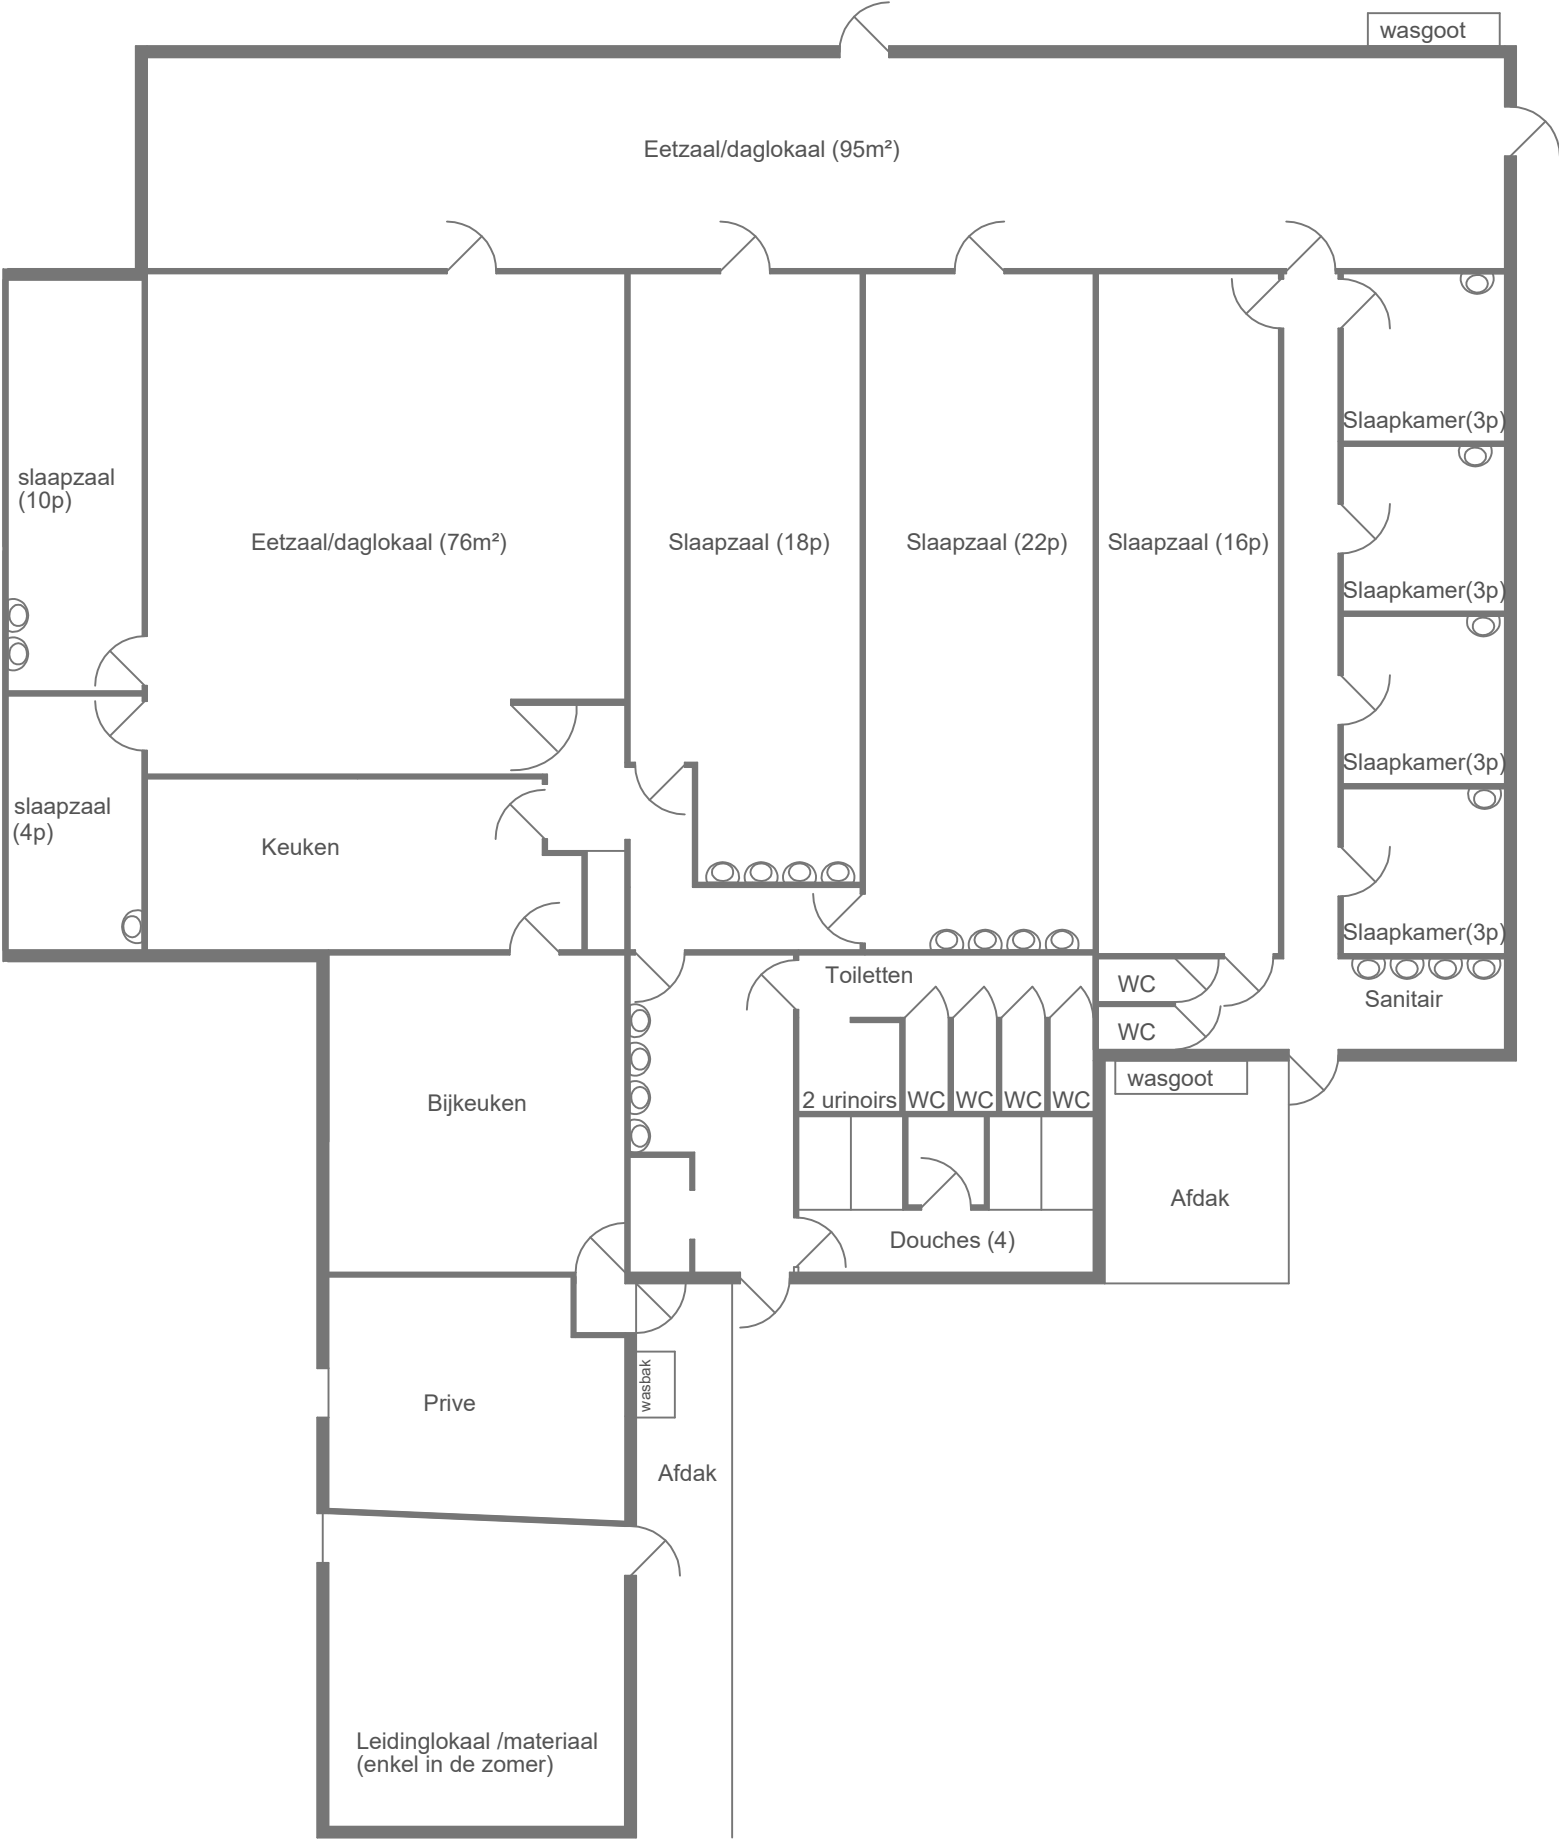 wasgoot
Eetzaal/daglokaal (95m²)
Slaapkamer(3p)
slaapzaal
(10p)
Eetzaal/daglokaal (76m²)
Slaapzaal (18p)
Slaapzaal (22p)
Slaapzaal (16p)
Slaapkamer(3p)
Slaapkamer(3p)
slaapzaal
(4p)
Keuken
Slaapkamer(3p)
Toiletten
WC
Sanitair
WC
wasgoot
Bijkeuken
2 urinoirs
WC
WC
WC
WC
Afdak
Douches (4)
wasbak
Prive
Afdak
Leidinglokaal /materiaal
(enkel in de zomer)